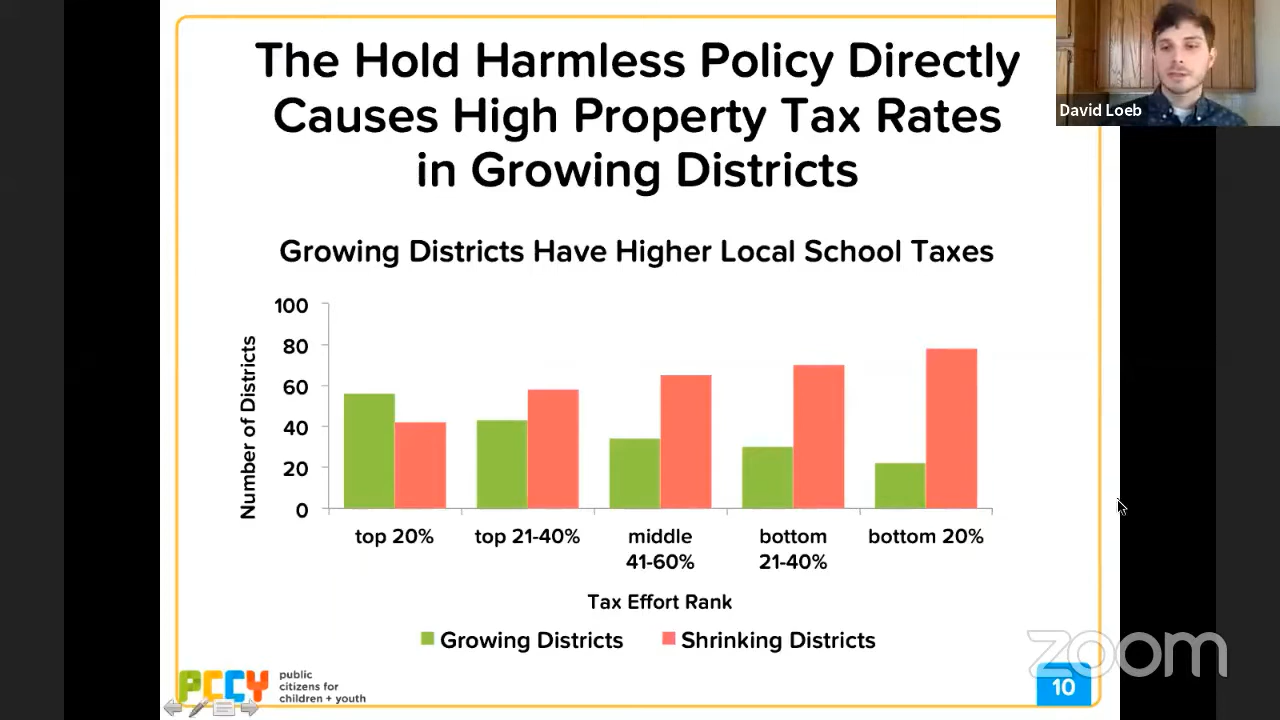 The Hold Harmless Policy Directly
Causes High Property Tax Rates
in Growing Districts
David Loeb
Growing Districts Have Higher Local School Taxes
Number of Districts
100
80
60
40
20
0
top 20%
top 21-40%
middle
41-60%
bottom
21-40%
bottom 20%
Tax Effort Rank
Growing Districts
Shrinking Districts
PCCY
public
citizens for
children + youth
zoom
10